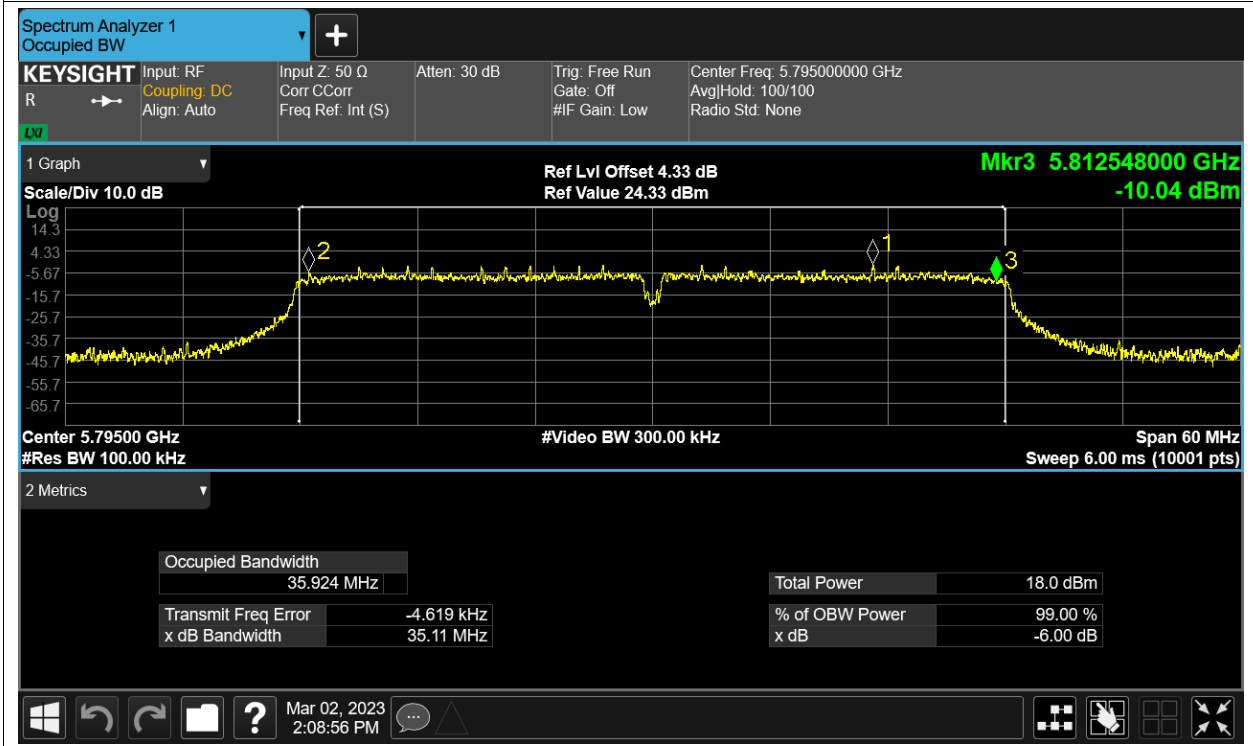 Spectrum Analyzer 1
Occupied BW
KEYSIGHT
R
LXI
Input: RF
Coupling: DC
Align: Auto
Input Z: 50 Ω
Corr CCorr
Freq Ref: Int (S)
Atten: 30 dB
Trig: Free Run
Gate: Off
#IF Gain: Low
Center Freq: 5.795000000 GHz
Avg|Hold: 100/100
Radio Std: None
1 Graph
Scale/Div 10.0 dB
Ref Lvl Offset 4.33 dB
Ref Value 24.33 dBm
Mkr3 5.812548000 GHz
-10.04 dBm
Log
14.3
4.33
-5.67
-15.7
-25.7
-35.7
-45.7
-55.7
-65.7
2
1
3
Center 5.79500 GHz
#Res BW 100.00 kHz
#Video BW 300.00 kHz
Span 60 MHz
Sweep 6.00 ms (10001 pts)
2 Metrics
Occupied Bandwidth
35.924 MHz
Transmit Freq Error -4.619 kHz
x dB Bandwidth 35.11 MHz
Total Power 18.0 dBm
% of OBW Power 99.00 %
x dB -6.00 dB
?
Mar 02, 2023
2:08:56 PM